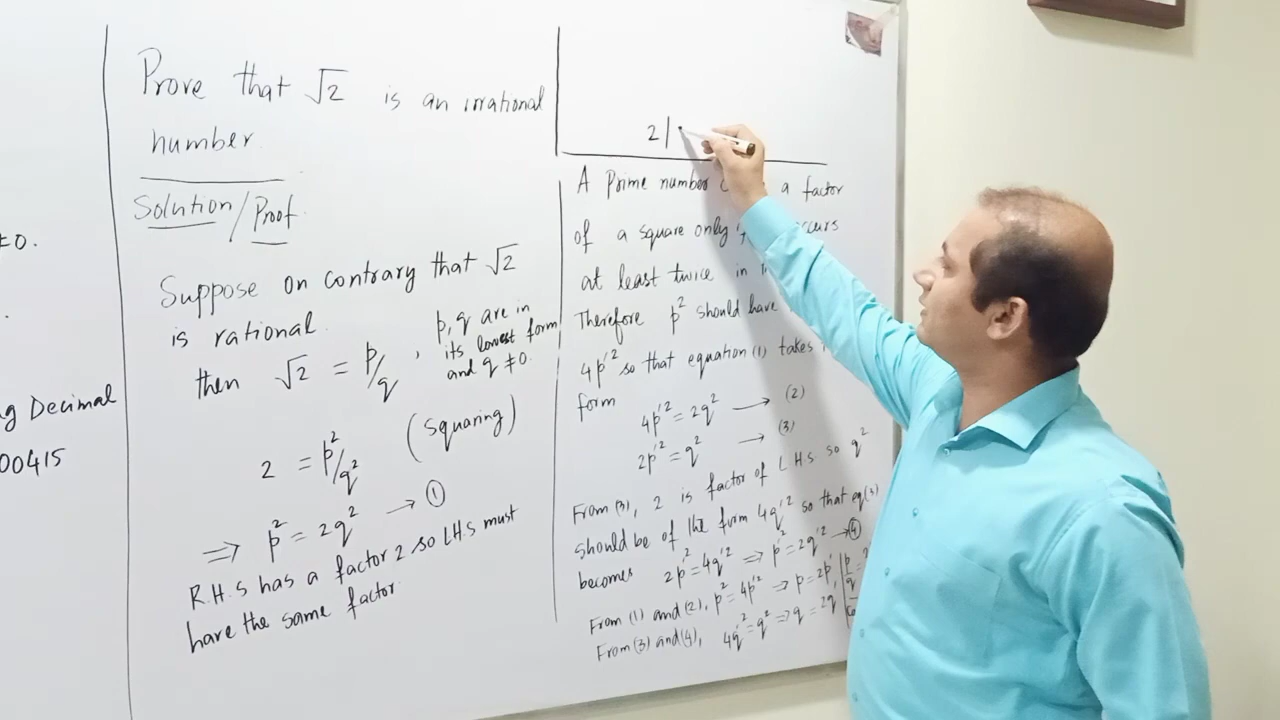 ≠0.
g Decimal
00415
Prove that √2 is an irrational
number.
Solution / Proof.
Suppose on contrary that √2
is rational.
then √2 = p/q , p, q are in
its lowest form
and q ≠0.
2 = p²/q² (Squaring)
⇒ p² = 2q² → ①
R.H.S has a factor 2 so L.H.S must
have the same factor.
2|
A Prime number a factor
of a square only occurs
at least twice in
Therefore p² should have
4p'² so that equation (1) takes
form
4p'² = 2q² → (2)
2p'² = q² → (3)
From (3), 2 is factor of L.H.S. so q²
should be of the form 4q'² so that eq(3)
becomes 2p'² = 4q'² ⇒ p'² = 2q'² → ④
From (1) and (2), p² = 4p'² ⇒ p = 2p'
From (3) and (4), 4q'² = q² ⇒ q = 2q'